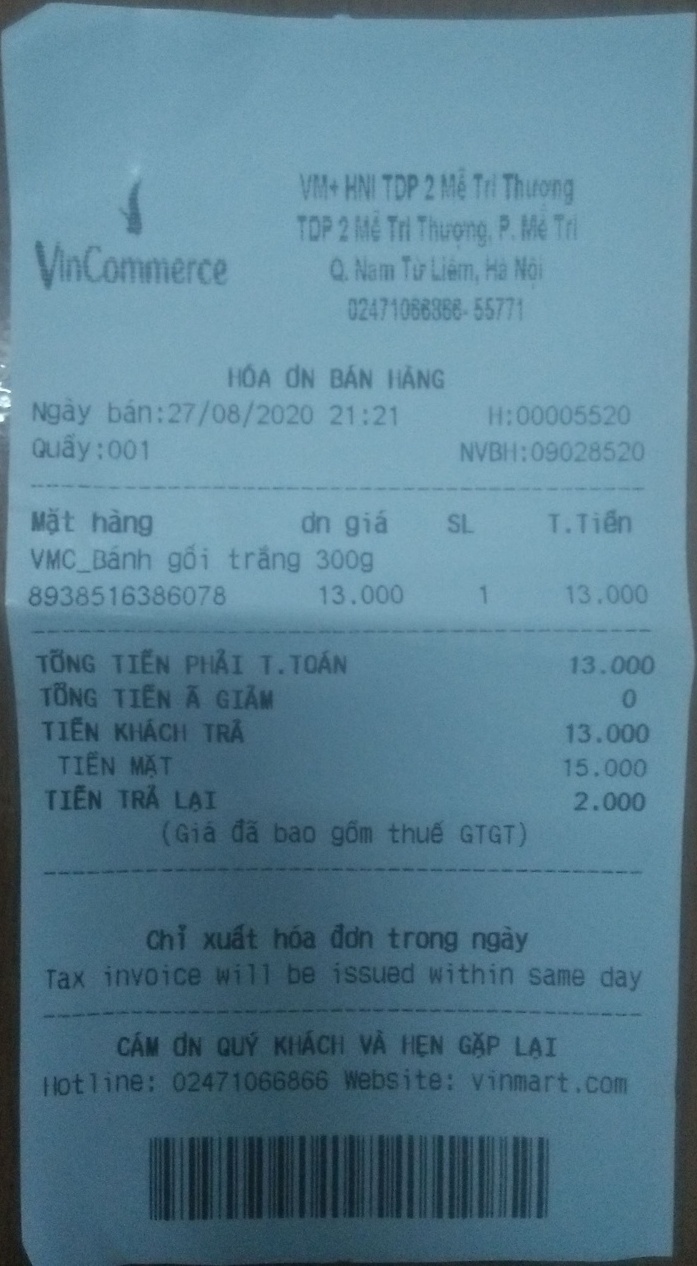 VinCommerce
VM+ HNI TDP 2 Mễ Trì Thượng
TDP 2 Mễ Trì Thượng, P. Mễ Trì
Q. Nam Từ Liêm, Hà Nội
02471066866- 55771
HÓA ƠN BÁN HÀNG
Ngày bán:27/08/2020 21:21 H:00005520
Quầy:001 NVBH:09028520
Mặt hàng ơn giá SL T.Tiền
VMC_Bánh gối trắng 300g
8938516386078 13.000 1 13.000
TỔNG TIỀN PHẢI T.TOÁN 13.000
TỔNG TIỀN Ã GIẢM 0
TIỀN KHÁCH TRẢ 13.000
TIỀN MẶT 15.000
TIỀN TRẢ LẠI 2.000
(Giá đã bao gồm thuế GTGT)
Chỉ xuất hóa đơn trong ngày
Tax invoice will be issued within same day
CÁM ƠN QUÝ KHÁCH VÀ HẸN GẶP LẠI
Hotline: 02471066866 Website: vinmart.com